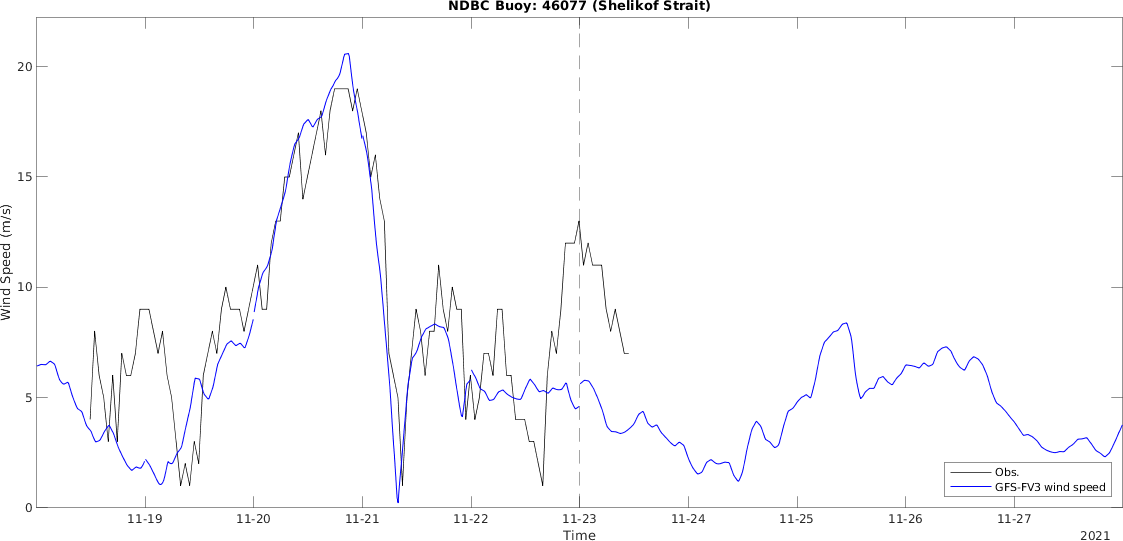 NDBC Buoy: 46077 (Shelikof Strait)
Wind Speed (m/s)
20
15
10
5
0
11-19 11-20 11-21 11-22 11-23 11-24 11-25 11-26 11-27
Time
2021
Obs.
GFS-FV3 wind speed